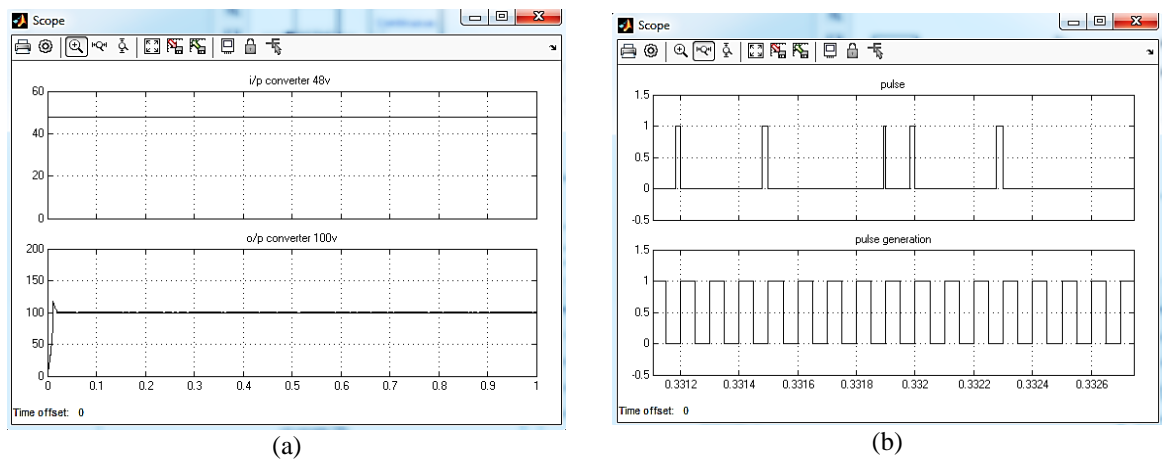 Scope
i/p converter 48v
60
40
20
0
o/p converter 100v
200
150
100
50
0
0 0.1 0.2 0.3 0.4 0.5 0.6 0.7 0.8 0.9 1
Time offset: 0
(a)
Scope
pulse
1.5
1
0.5
0
-0.5
pulse generation
1.5
1
0.5
0
-0.5
0.3312 0.3314 0.3316 0.3318 0.332 0.3322 0.3324 0.3326
Time offset: 0
(b)